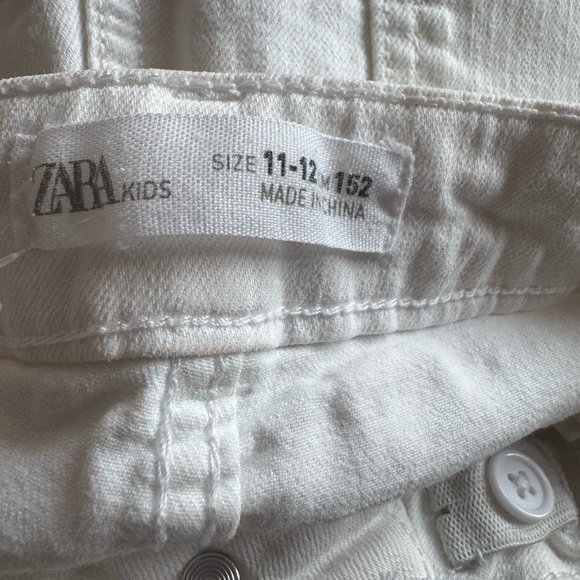 ZARA KIDS
SIZE 11-12 M 152
MADE IN CHINA